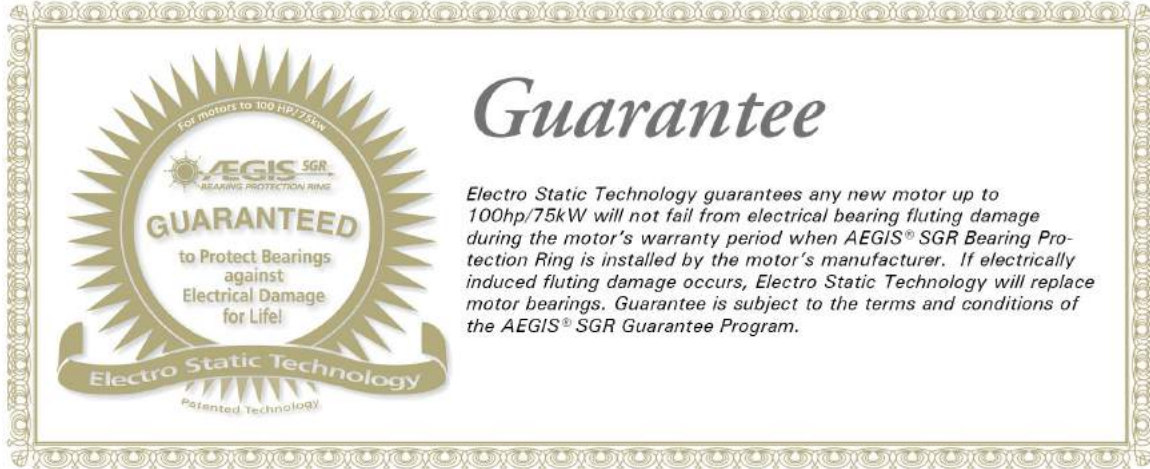 For motors to 100 HP/75kw
ÆGIS SGR
BEARING PROTECTION RING
GUARANTEED
to Protect Bearings
against
Electrical Damage
for Life!
Electro Static Technology
Patented Technology
Guarantee
Electro Static Technology guarantees any new motor up to
100hp/75kW will not fail from electrical bearing fluting damage
during the motor's warranty period when AEGIS® SGR Bearing Pro-
tection Ring is installed by the motor's manufacturer. If electrically
induced fluting damage occurs, Electro Static Technology will replace
motor bearings. Guarantee is subject to the terms and conditions of
the AEGIS® SGR Guarantee Program.